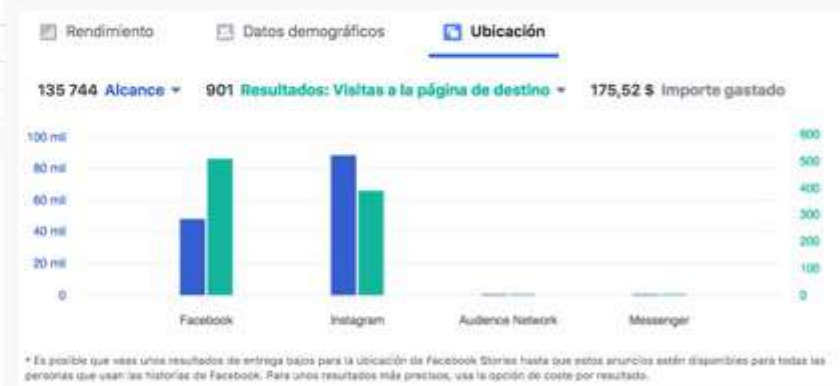 Rendimiento Datos demográficos Ubicación
135 744 Alcance 901 Resultados: Visitas a la página de destino 175,52 $ Importe gastado
100 mil 600
80 mil 500
400
60 mil
300
40 mil
200
20 mil
100
0 0
Facebook Instagram Audience Network Messenger
* Es posible que veas unos resultados de entrega bajos para la ubicación de Facebook Stories hasta que estos anuncios estén disponibles para todas las
personas que usan las historias de Facebook. Para unos resultados más precisos, usa la opción de coste por resultado.